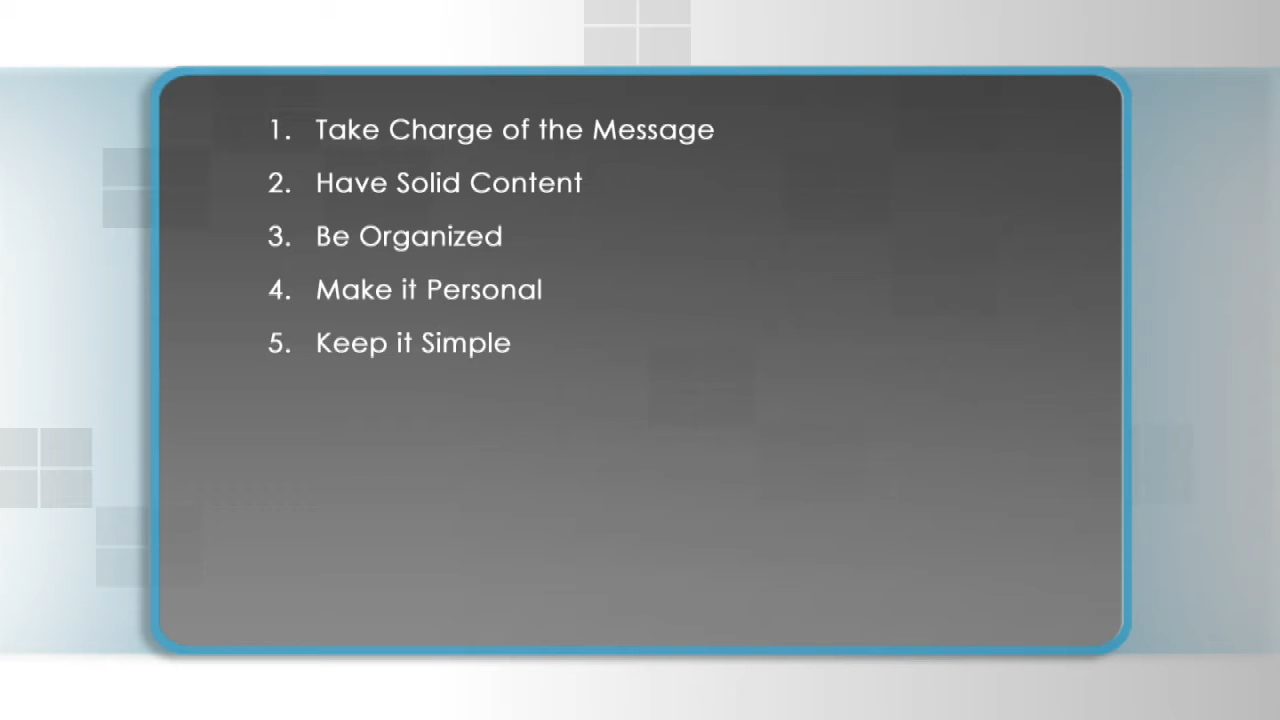 1. Take Charge of the Message
2. Have Solid Content
3. Be Organized
4. Make it Personal
5. Keep it Simple